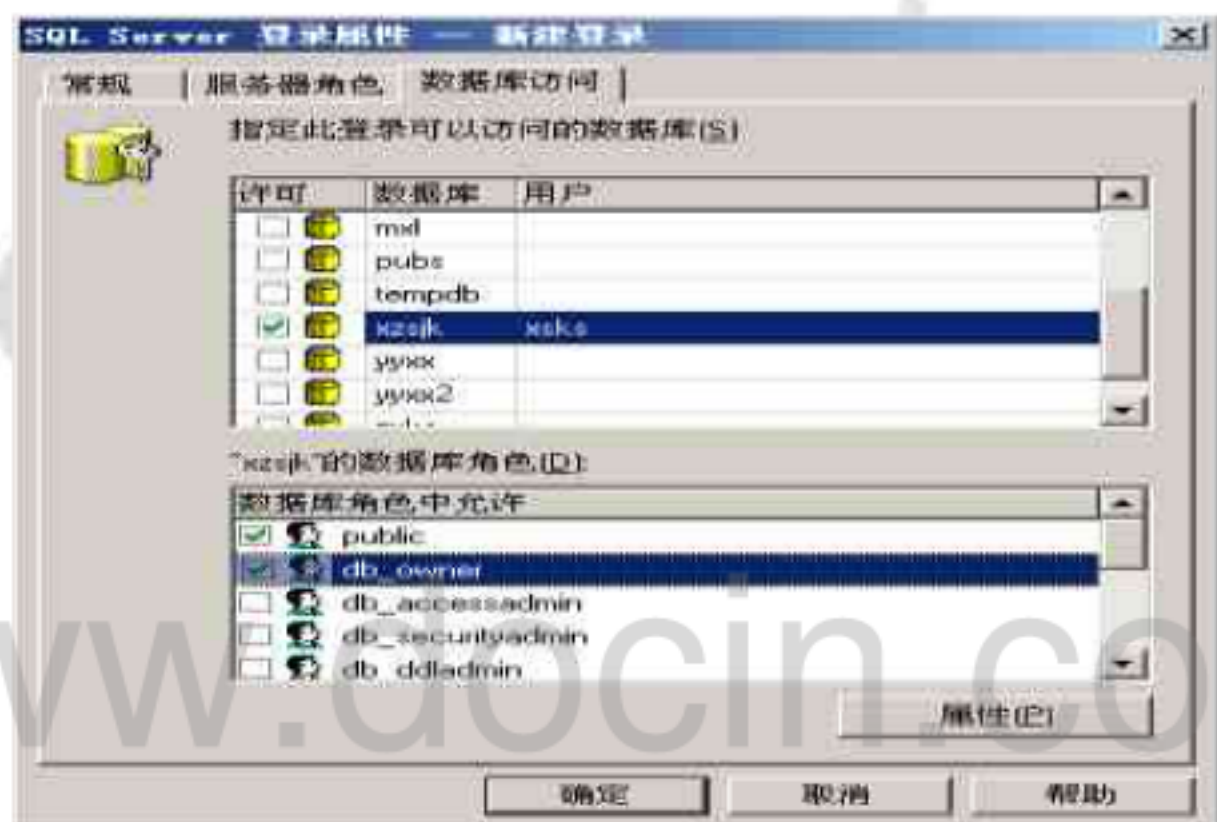 SQL Server 登录属性 — 新建登录
常规 服务器角色 数据库访问
指定此登录可以访问的数据库(S)
许可 数据库 用户
mxl
pubs
tempdb
xzsjk xsks
yyxx
yyxx2
"xzsjk"的数据库角色(D):
数据库角色中允许
public
db_owner
db_accessadmin
db_securityadmin
db_ddladmin
属性(P)
确定 取消 帮助
www.docin.co